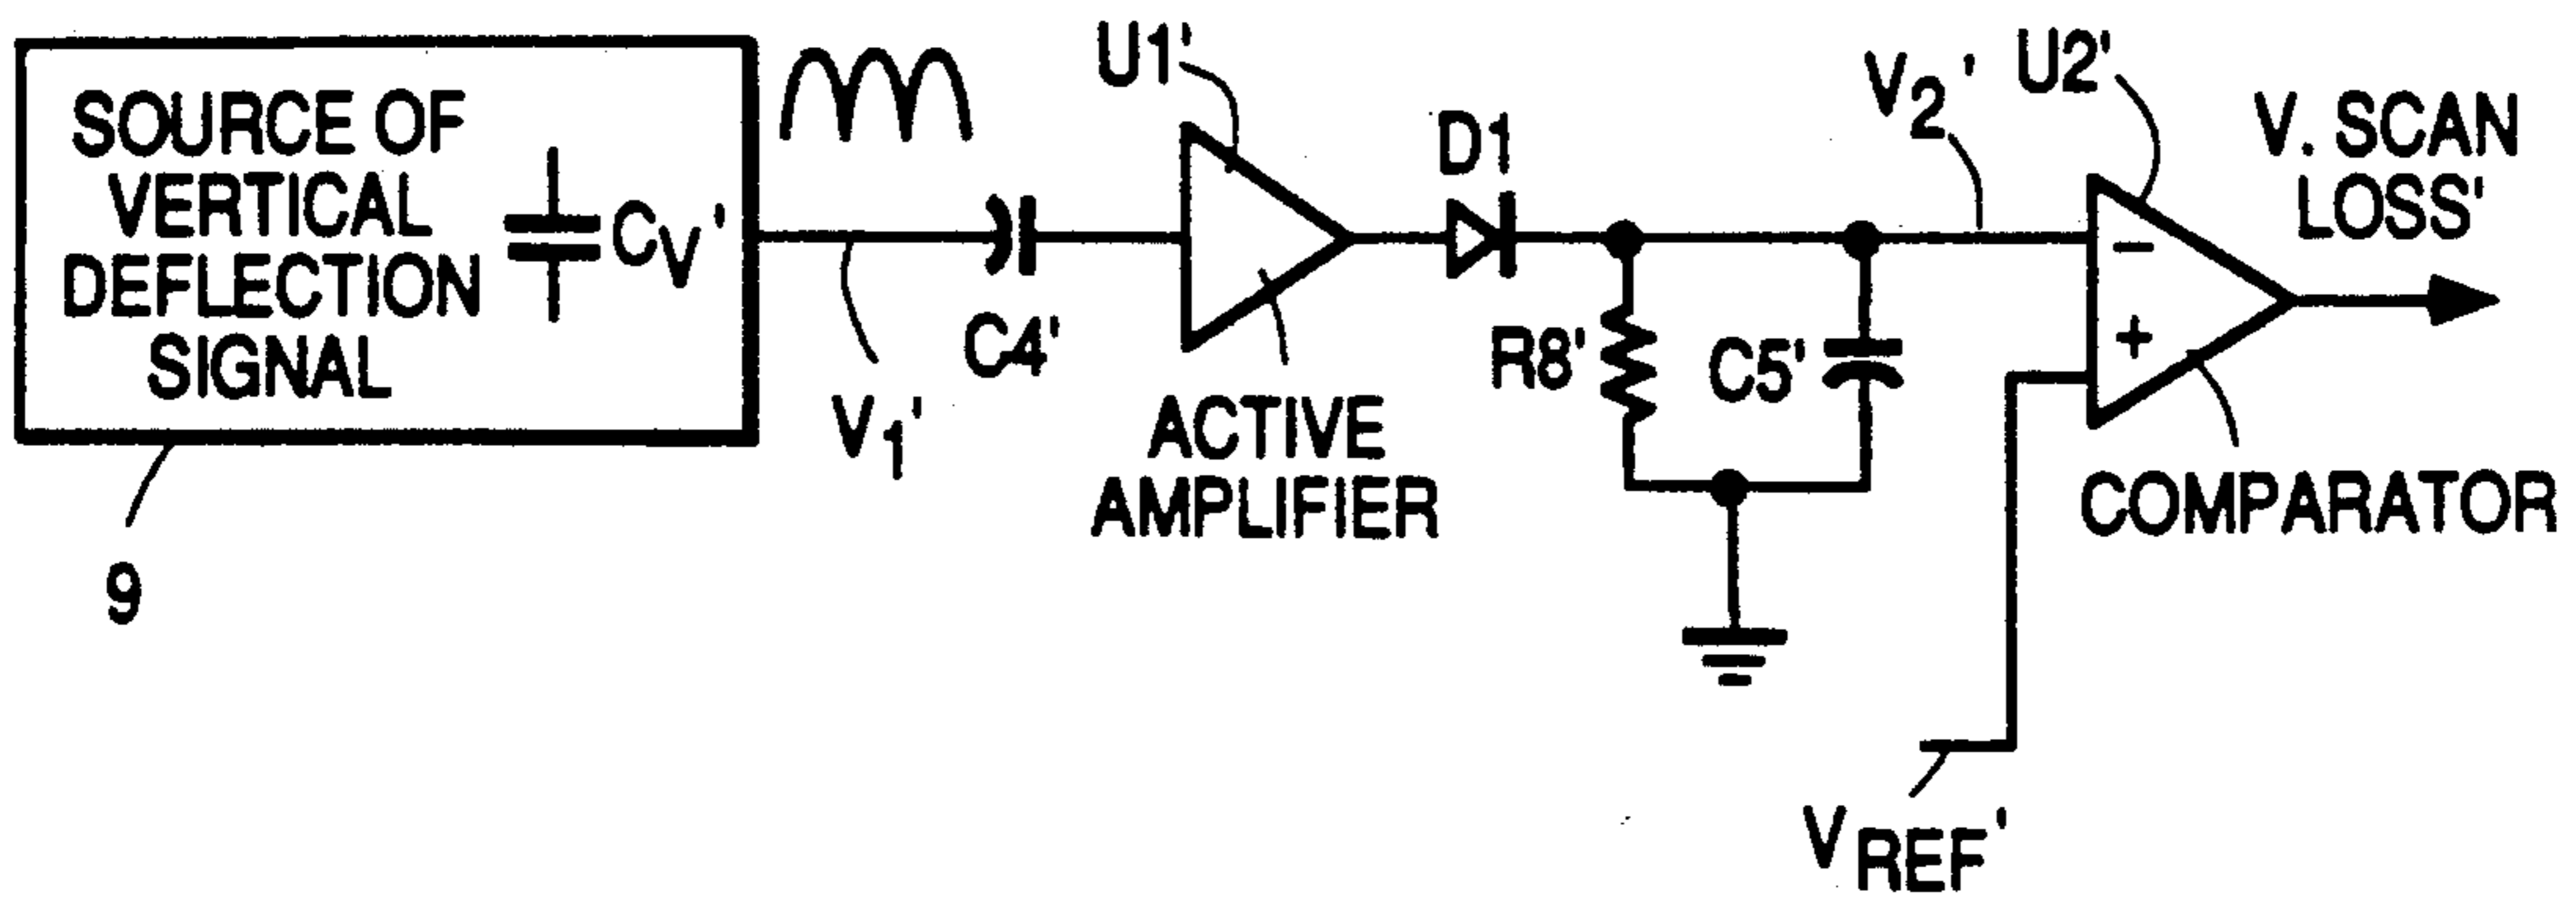 SOURCE OF
VERTICAL
DEFLECTION
SIGNAL
CV'
9
V1'
C4'
U1'
ACTIVE
AMPLIFIER
D1
R8'
C5'
V2'
U2'
−
+
V. SCAN
LOSS'
COMPARATOR
VREF'